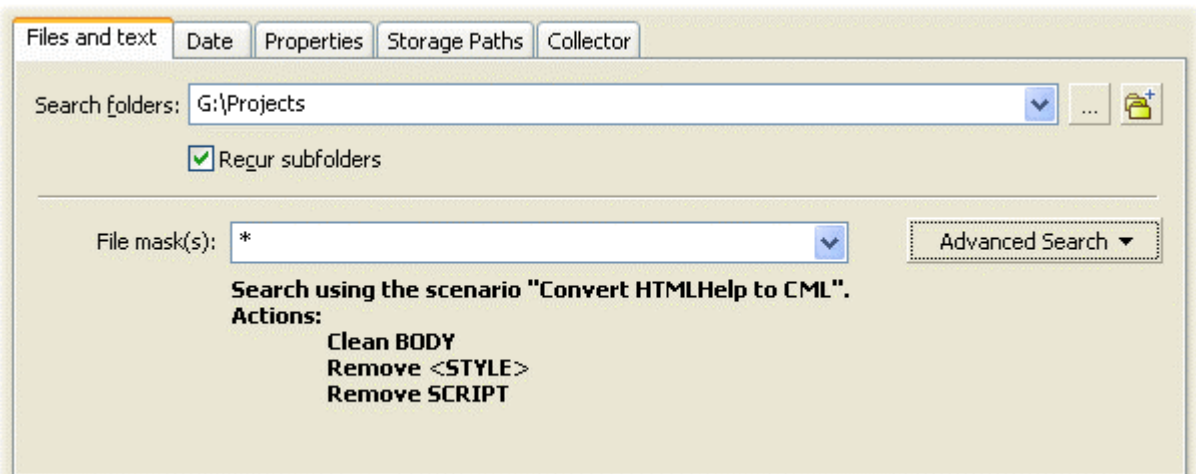 Files and text Date Properties Storage Paths Collector
Search folders: G:\Projects ...
Recur subfolders
File mask(s): * Advanced Search
Search using the scenario "Convert HTMLHelp to CML".
Actions:
Clean BODY
Remove <STYLE>
Remove SCRIPT